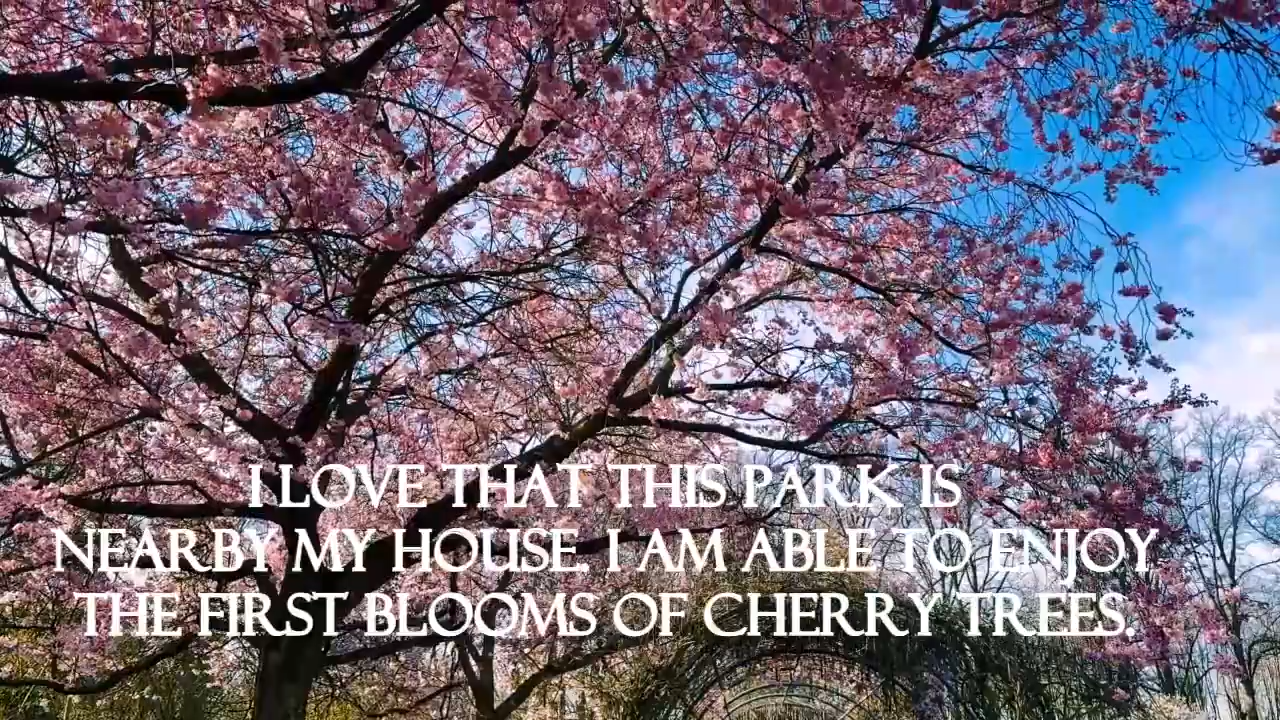 I LOVE THAT THIS PARK IS
NEARBY MY HOUSE. I AM ABLE TO ENJOY
THE FIRST BLOOMS OF CHERRY TREES.